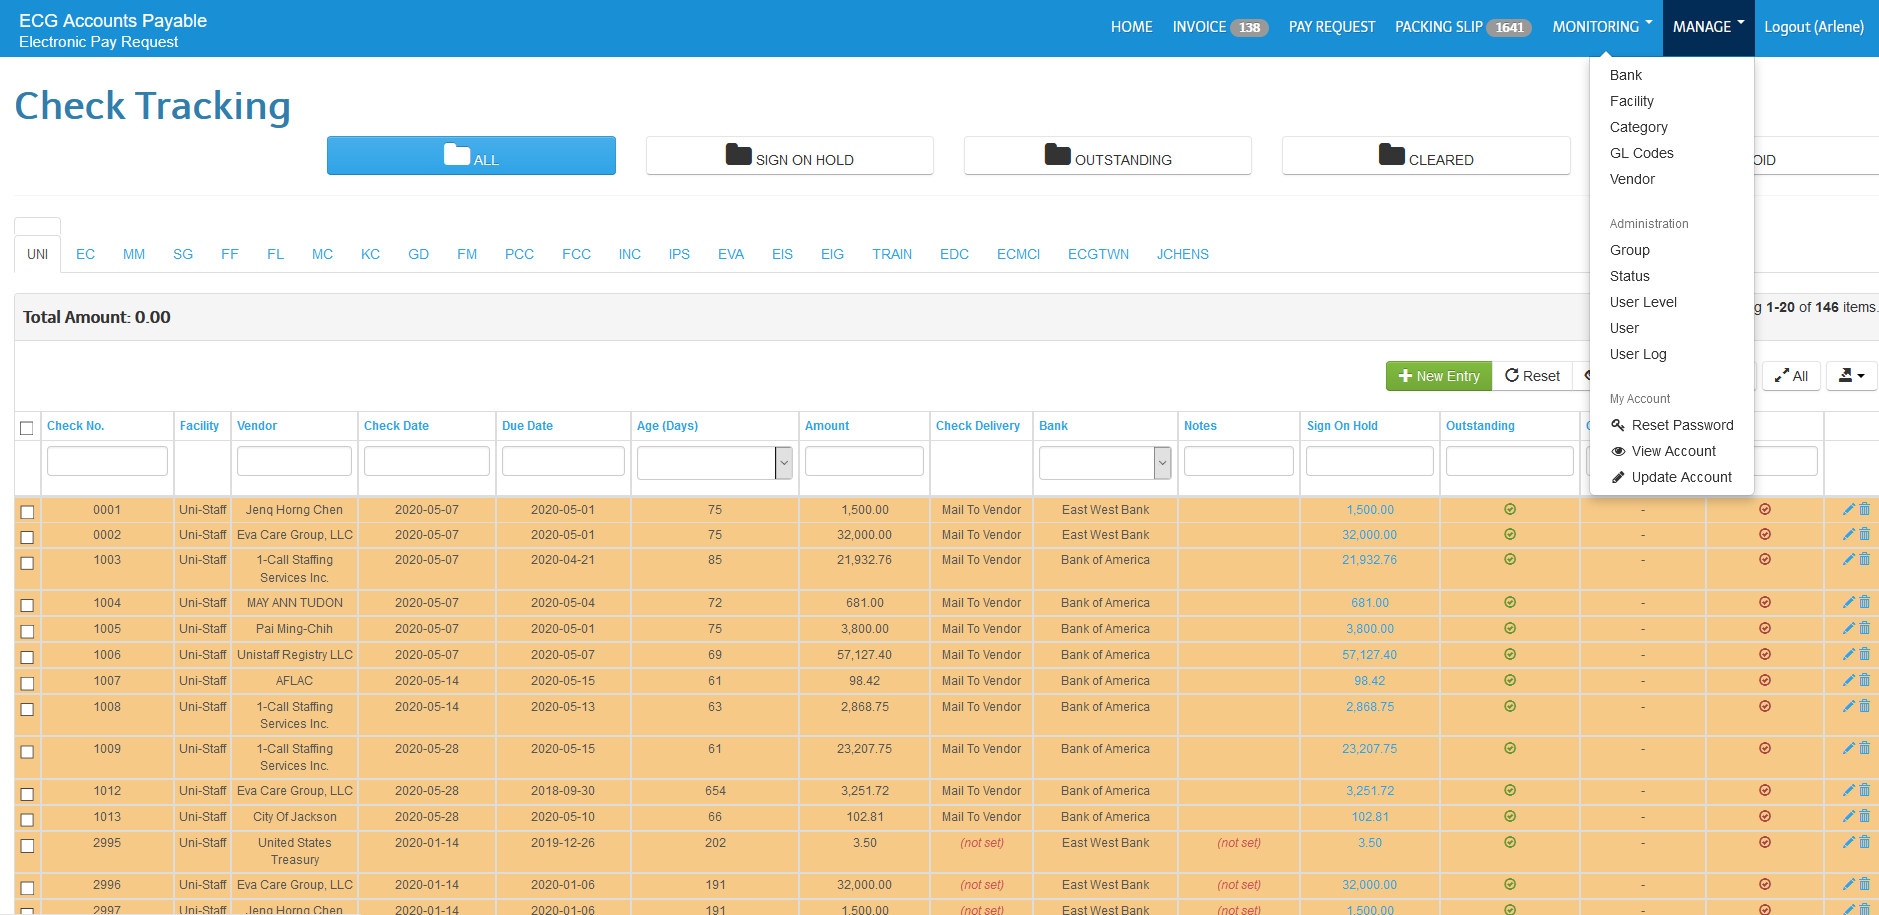 ECG Accounts Payable
Electronic Pay Request
HOME INVOICE 138 PAY REQUEST PACKING SLIP 1641 MONITORING MANAGE Logout (Arlene)
Bank
Facility
Category
GL Codes
Vendor
Administration
Group
Status
User Level
User
User Log
My Account
Reset Password
View Account
Update Account
Check Tracking
ALL SIGN ON HOLD OUTSTANDING CLEARED OID
UNI EC MM SG FF FL MC KC GD FM PCC FCC INC IPS EVA EIS EIG TRAIN EDC ECMCI ECGTWN JCHENS
Total Amount: 0.00 g 1-20 of 146 items.
New Entry Reset All
Check No. Facility Vendor Check Date Due Date Age (Days) Amount Check Delivery Bank Notes Sign On Hold Outstanding
0001 Uni-Staff Jenq Horng Chen 2020-05-07 2020-05-01 75 1,500.00 Mail To Vendor East West Bank 1,500.00 -
0002 Uni-Staff Eva Care Group, LLC 2020-05-07 2020-05-01 75 32,000.00 Mail To Vendor East West Bank 32,000.00 -
1003 Uni-Staff 1-Call Staffing 2020-05-07 2020-04-21 85 21,932.76 Mail To Vendor Bank of America 21,932.76 -
Services Inc.
1004 Uni-Staff MAY ANN TUDON 2020-05-07 2020-05-04 72 681.00 Mail To Vendor Bank of America 681.00 -
1005 Uni-Staff Pai Ming-Chih 2020-05-07 2020-05-01 75 3,800.00 Mail To Vendor Bank of America 3,800.00 -
1006 Uni-Staff Unistaff Registry LLC 2020-05-07 2020-05-07 69 57,127.40 Mail To Vendor Bank of America 57,127.40 -
1007 Uni-Staff AFLAC 2020-05-14 2020-05-15 61 98.42 Mail To Vendor Bank of America 98.42 -
1008 Uni-Staff 1-Call Staffing 2020-05-14 2020-05-13 63 2,868.75 Mail To Vendor Bank of America 2,868.75 -
Services Inc.
1009 Uni-Staff 1-Call Staffing 2020-05-28 2020-05-15 61 23,207.75 Mail To Vendor Bank of America 23,207.75 -
Services Inc.
1012 Uni-Staff Eva Care Group, LLC 2020-05-28 2018-09-30 654 3,251.72 Mail To Vendor Bank of America 3,251.72 -
1013 Uni-Staff City Of Jackson 2020-05-28 2020-05-10 66 102.81 Mail To Vendor Bank of America 102.81 -
2995 Uni-Staff United States 2020-01-14 2019-12-26 202 3.50 (not set) East West Bank (not set) 3.50 -
Treasury
2996 Uni-Staff Eva Care Group, LLC 2020-01-14 2020-01-06 191 32,000.00 (not set) East West Bank (not set) 32,000.00 -
2997 Uni-Staff Jenq Horng Chen 2020-01-14 2020-01-06 191 1,500.00 (not set) East West Bank (not set) 1,500.00 -